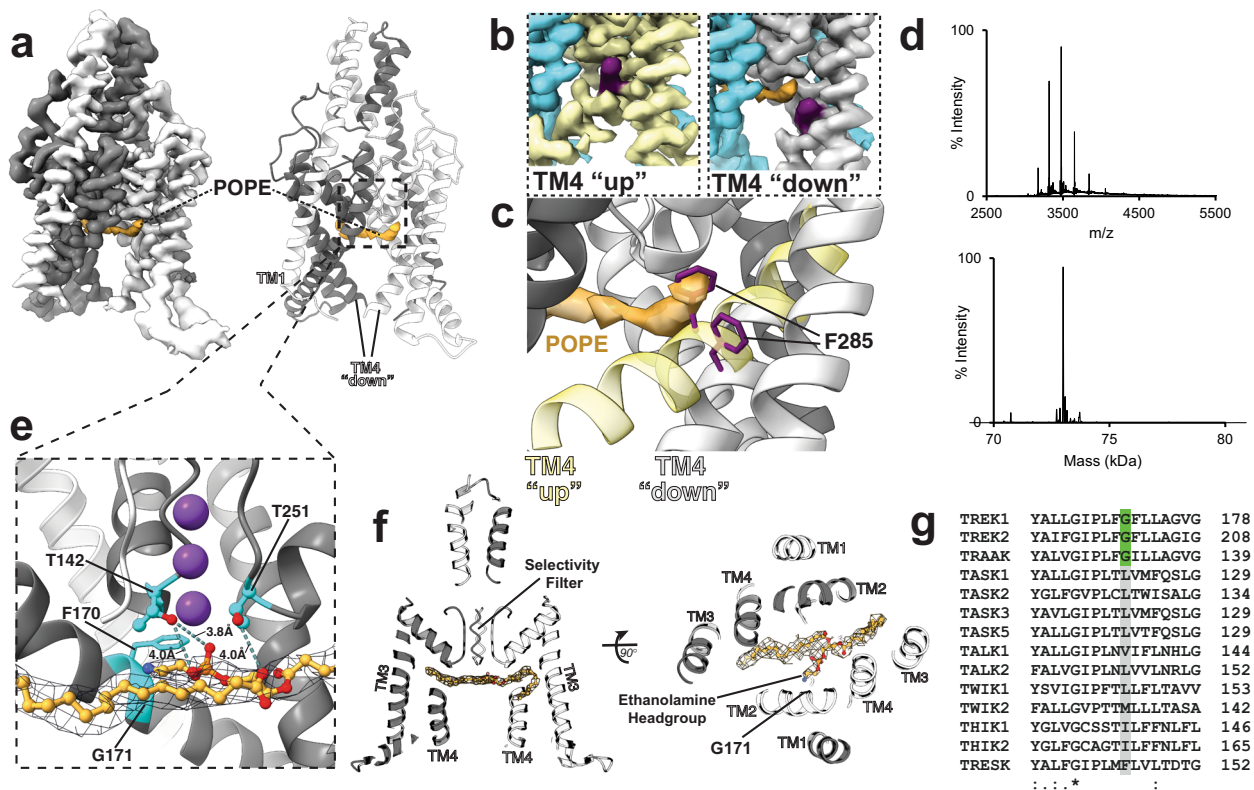 a
POPE
TM1
TM4
"down"
b
TM4 "up"
TM4 "down"
c
POPE
F285
TM4
"up"
TM4
"down"
d
100
% Intensity
0
2500
3500
4500
5500
m/z
100
% Intensity
0
70
75
80
Mass (kDa)
e
T142
T251
F170
3.8Å
4.0Å
4.0Å
G171
f
Selectivity
Filter
TM3
TM3
TM4
TM4
90°
TM1
TM4
TM2
TM3
TM3
Ethanolamine
Headgroup
TM2
TM4
G171
TM1
g
TREK1 YALLGIPLFGFLLAGVG 178
TREK2 YAIFGIPLFGFLLAGIG 208
TRAAK YALVGIPLFGILLAGVG 139
TASK1 YALLGIPLTLVMFQSLG 129
TASK2 YGLFGVPLCLTWISALG 134
TASK3 YAVLGIPLTLVMFQSLG 129
TASK5 YALLGIPLTLVTFQSLG 129
TALK1 YALLGIPLNVIFLNHLG 144
TALK2 FALVGIPLNVVLNRLG 152
TWIK1 YSVIGIPFTLLFLTAVV 153
TWIK2 FALLGVPTTMLLLTASA 142
THIK1 YGLVGCSSTILFFNLFL 146
THIK2 YGLFGCAGTILFFNLFL 165
TRESK YALFGIPLMFLVLTDTG 152
:.:.* :